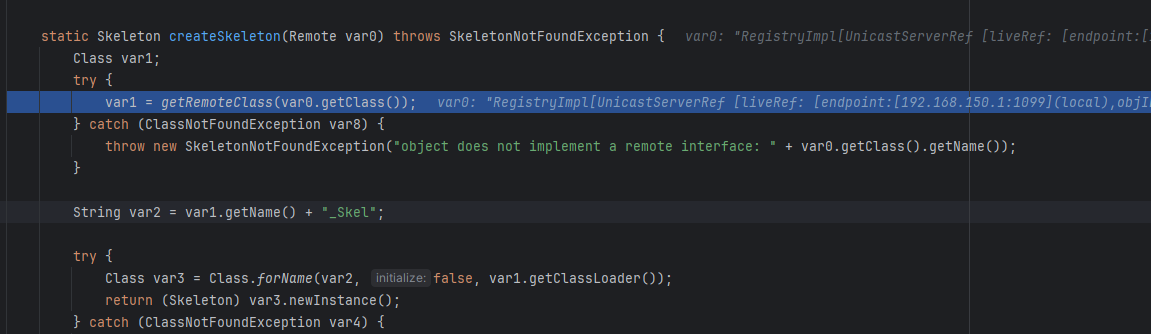 static Skeleton createSkeleton(Remote var0) throws SkeletonNotFoundException {   var0: "RegistryImpl[UnicastServerRef [liveRef: [endpoint:[
    Class var1;
    try {
        var1 = getRemoteClass(var0.getClass());   var0: "RegistryImpl[UnicastServerRef [liveRef: [endpoint:[192.168.150.1:1099](local),objI
    } catch (ClassNotFoundException var8) {
        throw new SkeletonNotFoundException("object does not implement a remote interface: " + var0.getClass().getName());
    }
    String var2 = var1.getName() + "_Skel";
    try {
        Class var3 = Class.forName(var2, initialize: false, var1.getClassLoader());
        return (Skeleton) var3.newInstance();
    } catch (ClassNotFoundException var4) {